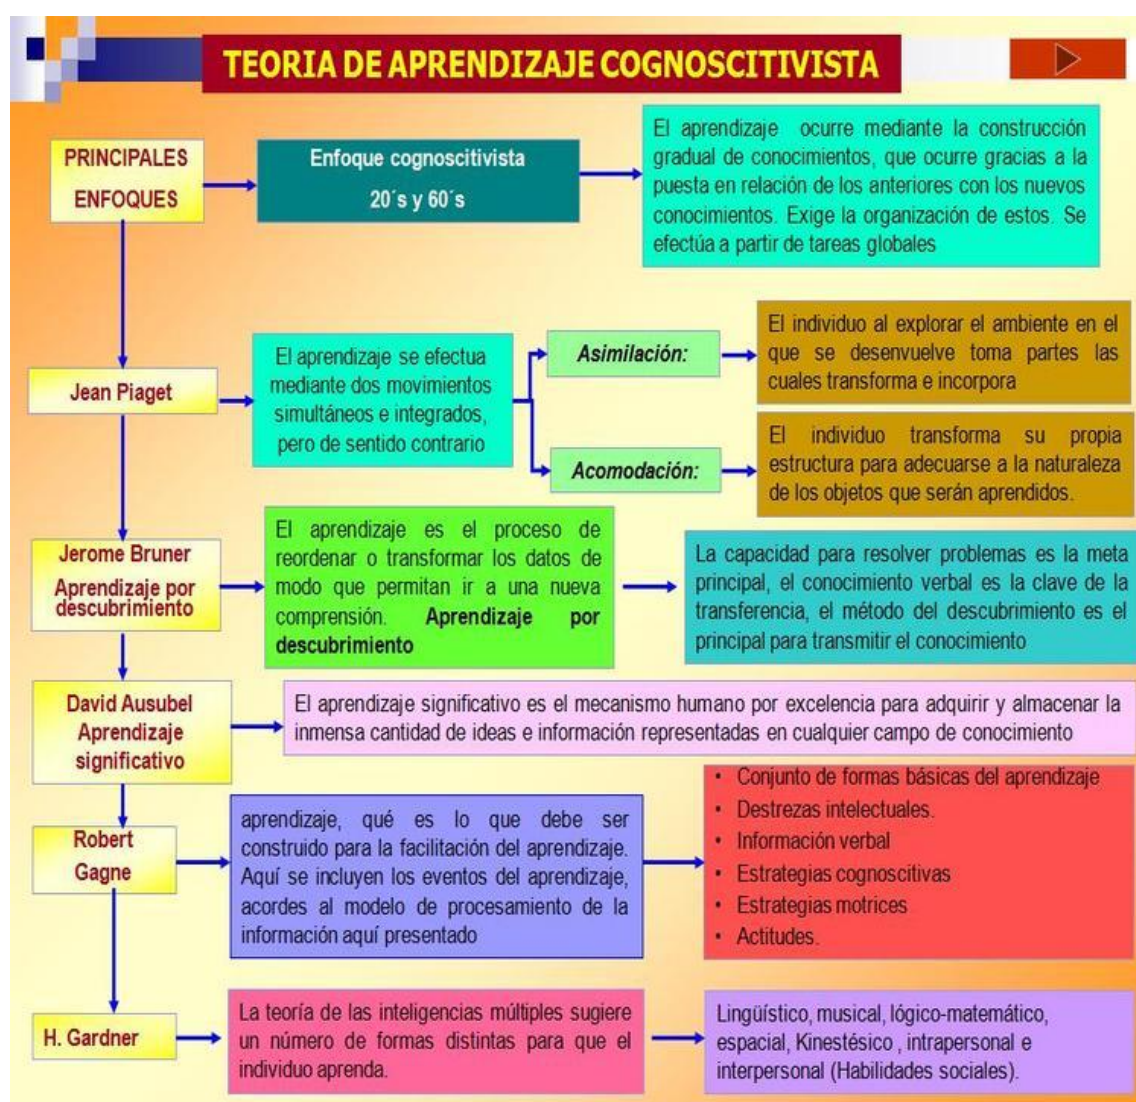 TEORIA DE APRENDIZAJE COGNOSCITIVISTA
PRINCIPALES
ENFOQUES
Enfoque cognoscitivista
20´s y 60´s
El aprendizaje ocurre mediante la construcción
gradual de conocimientos, que ocurre gracias a la
puesta en relación de los anteriores con los nuevos
conocimientos. Exige la organización de estos. Se
efectúa a partir de tareas globales
Jean Piaget
El aprendizaje se efectua
mediante dos movimientos
simultáneos e integrados,
pero de sentido contrario
Asimilación:
El individuo al explorar el ambiente en el
que se desenvuelve toma partes las
cuales transforma e incorpora
Acomodación:
El individuo transforma su propia
estructura para adecuarse a la naturaleza
de los objetos que serán aprendidos.
Jerome Bruner
Aprendizaje por
descubrimiento
El aprendizaje es el proceso de
reordenar o transformar los datos de
modo que permitan ir a una nueva
comprensión. Aprendizaje por
descubrimiento
La capacidad para resolver problemas es la meta
principal, el conocimiento verbal es la clave de la
transferencia, el método del descubrimiento es el
principal para transmitir el conocimiento
David Ausubel
Aprendizaje
significativo
El aprendizaje significativo es el mecanismo humano por excelencia para adquirir y almacenar la
inmensa cantidad de ideas e información representadas en cualquier campo de conocimiento
Robert
Gagne
aprendizaje, qué es lo que debe ser
construido para la facilitación del aprendizaje.
Aquí se incluyen los eventos del aprendizaje,
acordes al modelo de procesamiento de la
información aquí presentado
• Conjunto de formas básicas del aprendizaje
• Destrezas intelectuales.
• Información verbal
• Estrategias cognoscitivas
• Estrategias motrices
• Actitudes.
H. Gardner
La teoría de las inteligencias múltiples sugiere
un número de formas distintas para que el
individuo aprenda.
Lingüístico, musical, lógico-matemático,
espacial, Kinestésico , intrapersonal e
interpersonal (Habilidades sociales).